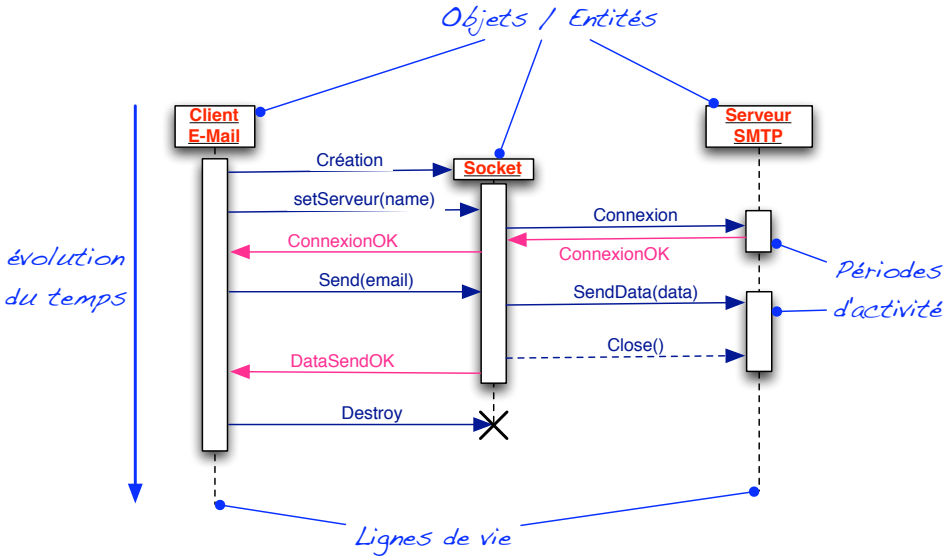 Objets / Entités
Client
E-Mail
Serveur
SMTP
Création
Socket
setServeur(name)
Connexion
ConnexionOK
ConnexionOK
évolution
du temps
Périodes
d'activité
Send(email)
SendData(data)
Close()
DataSendOK
Destroy
Lignes de vie